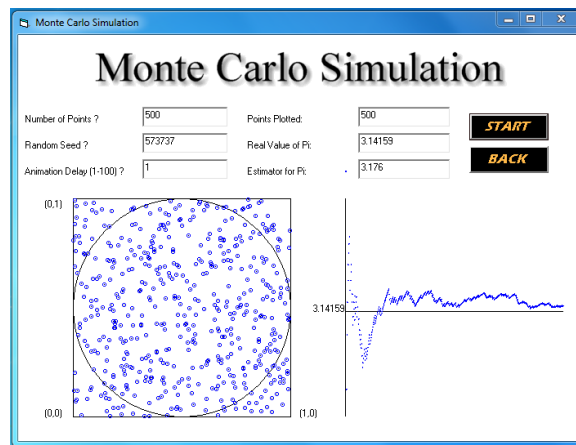 Monte Carlo Simulation
Monte Carlo Simulation
Number of Points ? 500 Points Plotted: 500 START
Random Seed ? 573737 Real Value of Pi: 3.14159
Animation Delay (1-100) ? 1 Estimator for Pi: 3.176 BACK
(0,1)
3.14159
(0,0) (1,0)